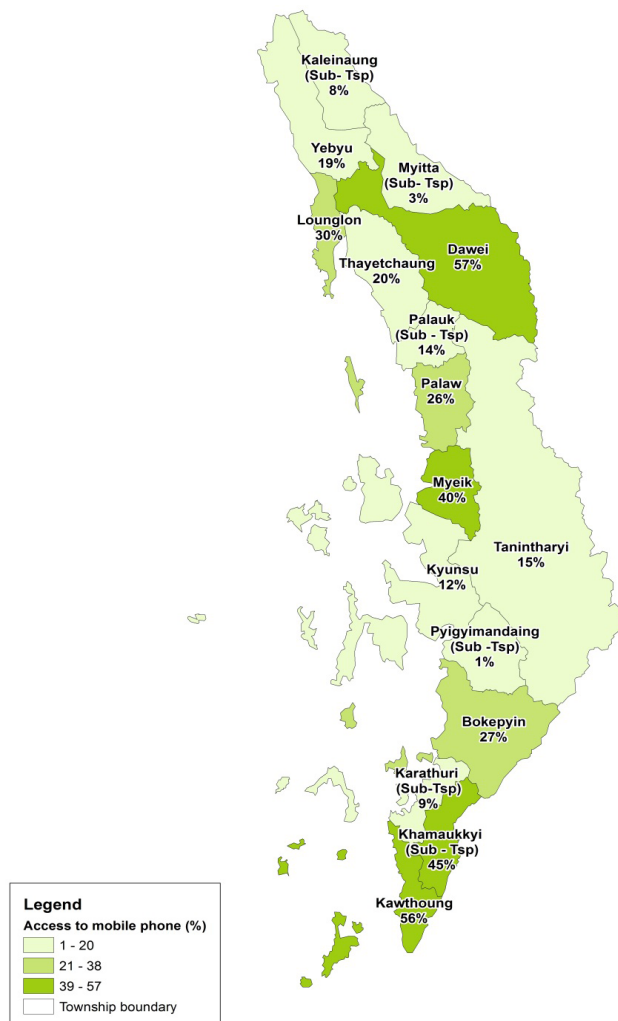 Kaleinaung
(Sub- Tsp)
8%
Yebyu
19%
Myitta
(Sub- Tsp)
3%
Lounglon
30%
Dawei
57%
Thayetchaung
20%
Palauk
(Sub - Tsp)
14%
Palaw
26%
Myeik
40%
Tanintharyi
15%
Kyunsu
12%
Pyigyimandaing
(Sub -Tsp)
1%
Bokepyin
27%
Karathuri
(Sub-Tsp)
9%
Khamaukkyi
(Sub - Tsp)
45%
Kawthoung
56%
Legend
Access to mobile phone (%)
1 - 20
21 - 38
39 - 57
Township boundary